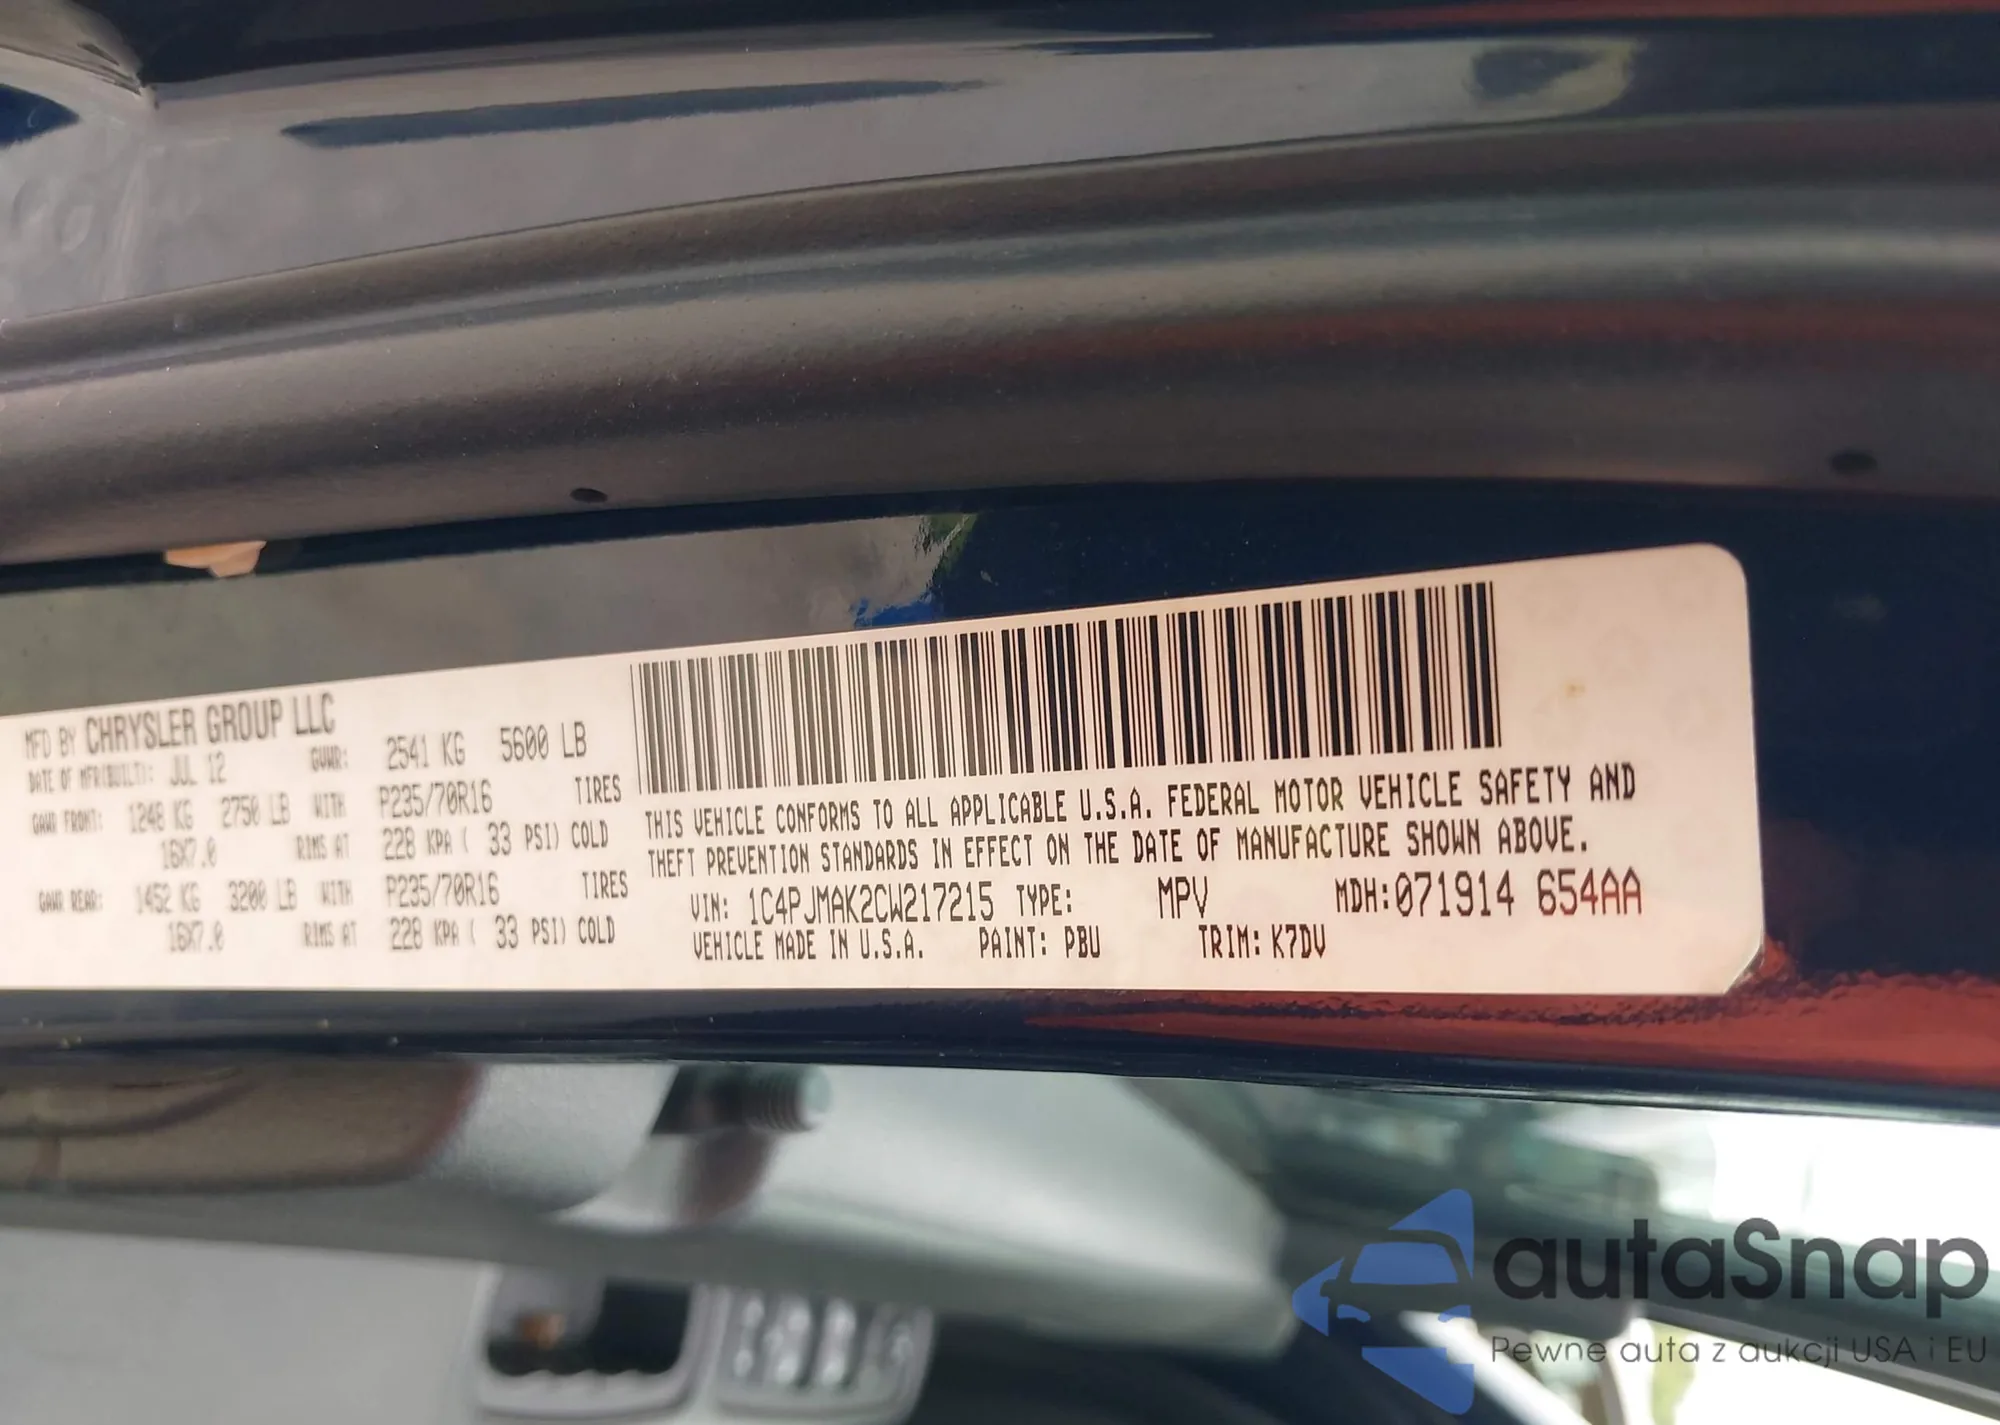 MFD BY CHRYSLER GROUP LLC
DATE OF MFR(BUILT): JUL 12 GVWR: 2541 KG 5600 LB
GAWR FRONT: 1248 KG 2750 LB WITH P235/70R16 TIRES
16X7.0 RIMS AT 228 KPA ( 33 PSI) COLD
GAWR REAR: 1452 KG 3200 LB WITH P235/70R16 TIRES
16X7.0 RIMS AT 228 KPA ( 33 PSI) COLD
THIS VEHICLE CONFORMS TO ALL APPLICABLE U.S.A. FEDERAL MOTOR VEHICLE SAFETY AND
THEFT PREVENTION STANDARDS IN EFFECT ON THE DATE OF MANUFACTURE SHOWN ABOVE.
VIN: 1C4PJMAK2CW217215 TYPE: MPV MDH:071914 654AA
VEHICLE MADE IN U.S.A. PAINT: PBU TRIM: K7DV
autaSnap
Pewne auta z aukcji USA i EU